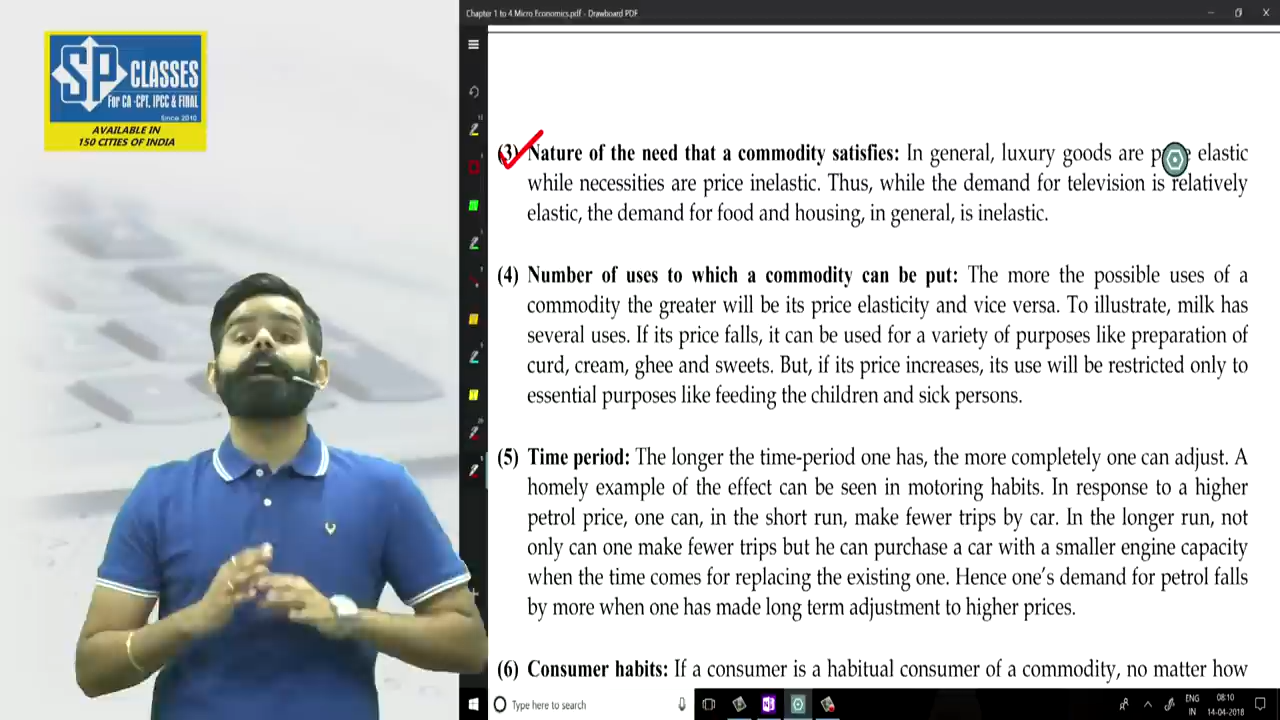 Chapter 1 to 4 Micro Economics.pdf - Drawboard PDF
SP CLASSES
For CA-CPT, IPCC & FINAL
Since 2010
AVAILABLE IN
150 CITIES OF INDIA
(3) Nature of the need that a commodity satisfies: In general, luxury goods are elastic
while necessities are price inelastic. Thus, while the demand for television is relatively
elastic, the demand for food and housing, in general, is inelastic.
(4) Number of uses to which a commodity can be put: The more the possible uses of a
commodity the greater will be its price elasticity and vice versa. To illustrate, milk has
several uses. If its price falls, it can be used for a variety of purposes like preparation of
curd, cream, ghee and sweets. But, if its price increases, its use will be restricted only to
essential purposes like feeding the children and sick persons.
(5) Time period: The longer the time-period one has, the more completely one can adjust. A
homely example of the effect can be seen in motoring habits. In response to a higher
petrol price, one can, in the short run, make fewer trips by car. In the longer run, not
only can one make fewer trips but he can purchase a car with a smaller engine capacity
when the time comes for replacing the existing one. Hence one's demand for petrol falls
by more when one has made long term adjustment to higher prices.
(6) Consumer habits: If a consumer is a habitual consumer of a commodity, no matter how
Type here to search
ENG
IN
08:10
14-04-2018